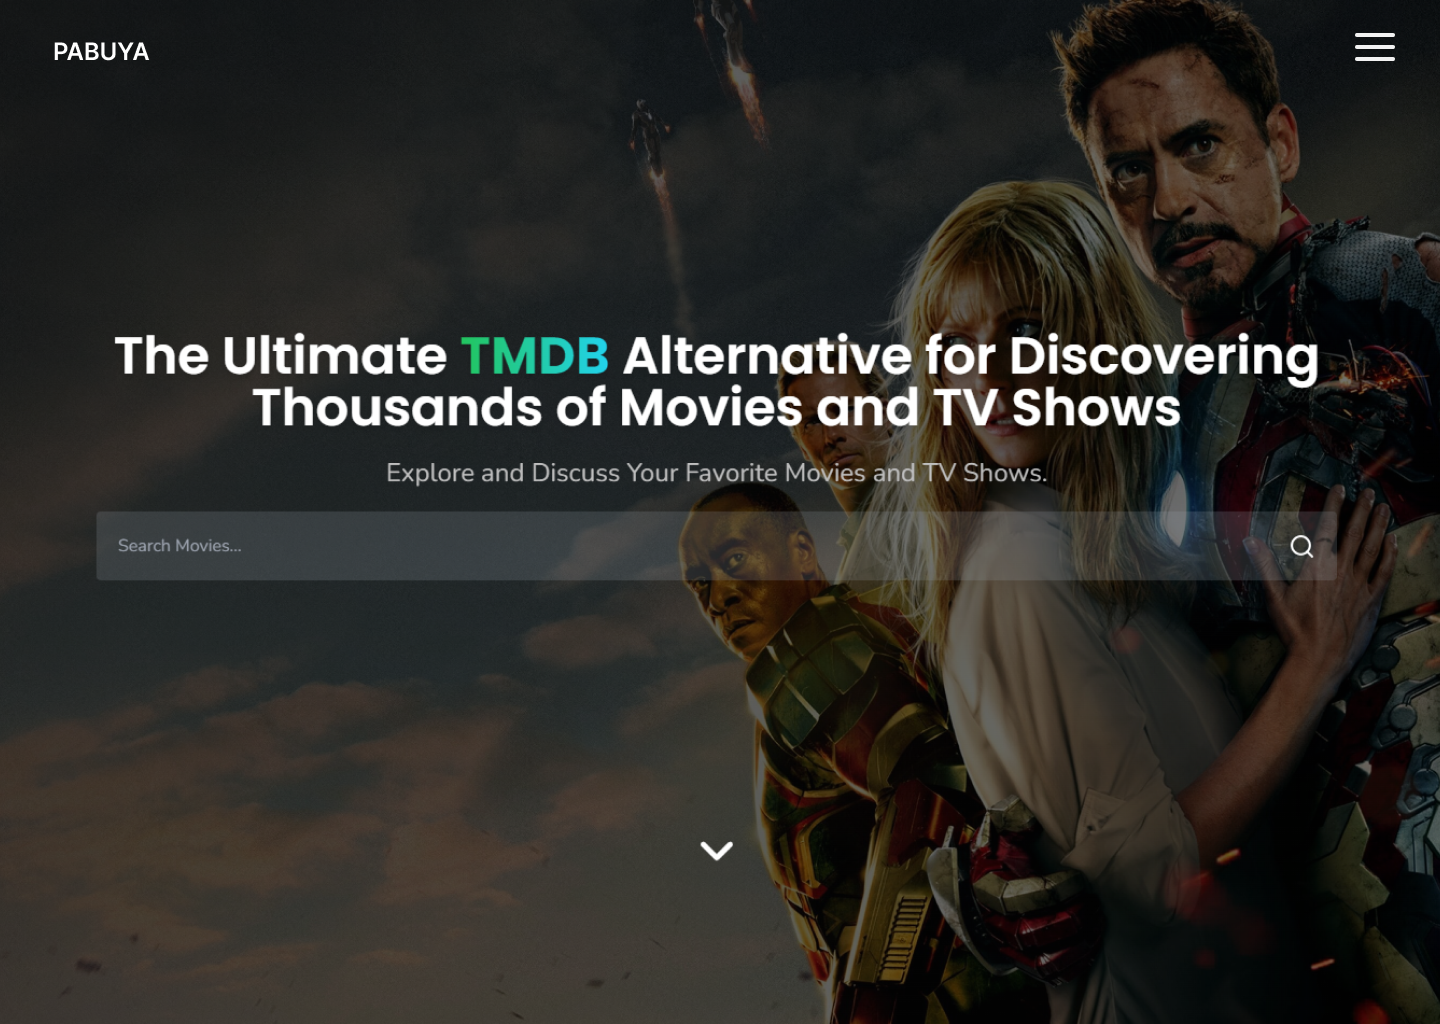 PABUYA
The Ultimate TMDB Alternative for Discovering
Thousands of Movies and TV Shows
Explore and Discuss Your Favorite Movies and TV Shows.
Search Movies...